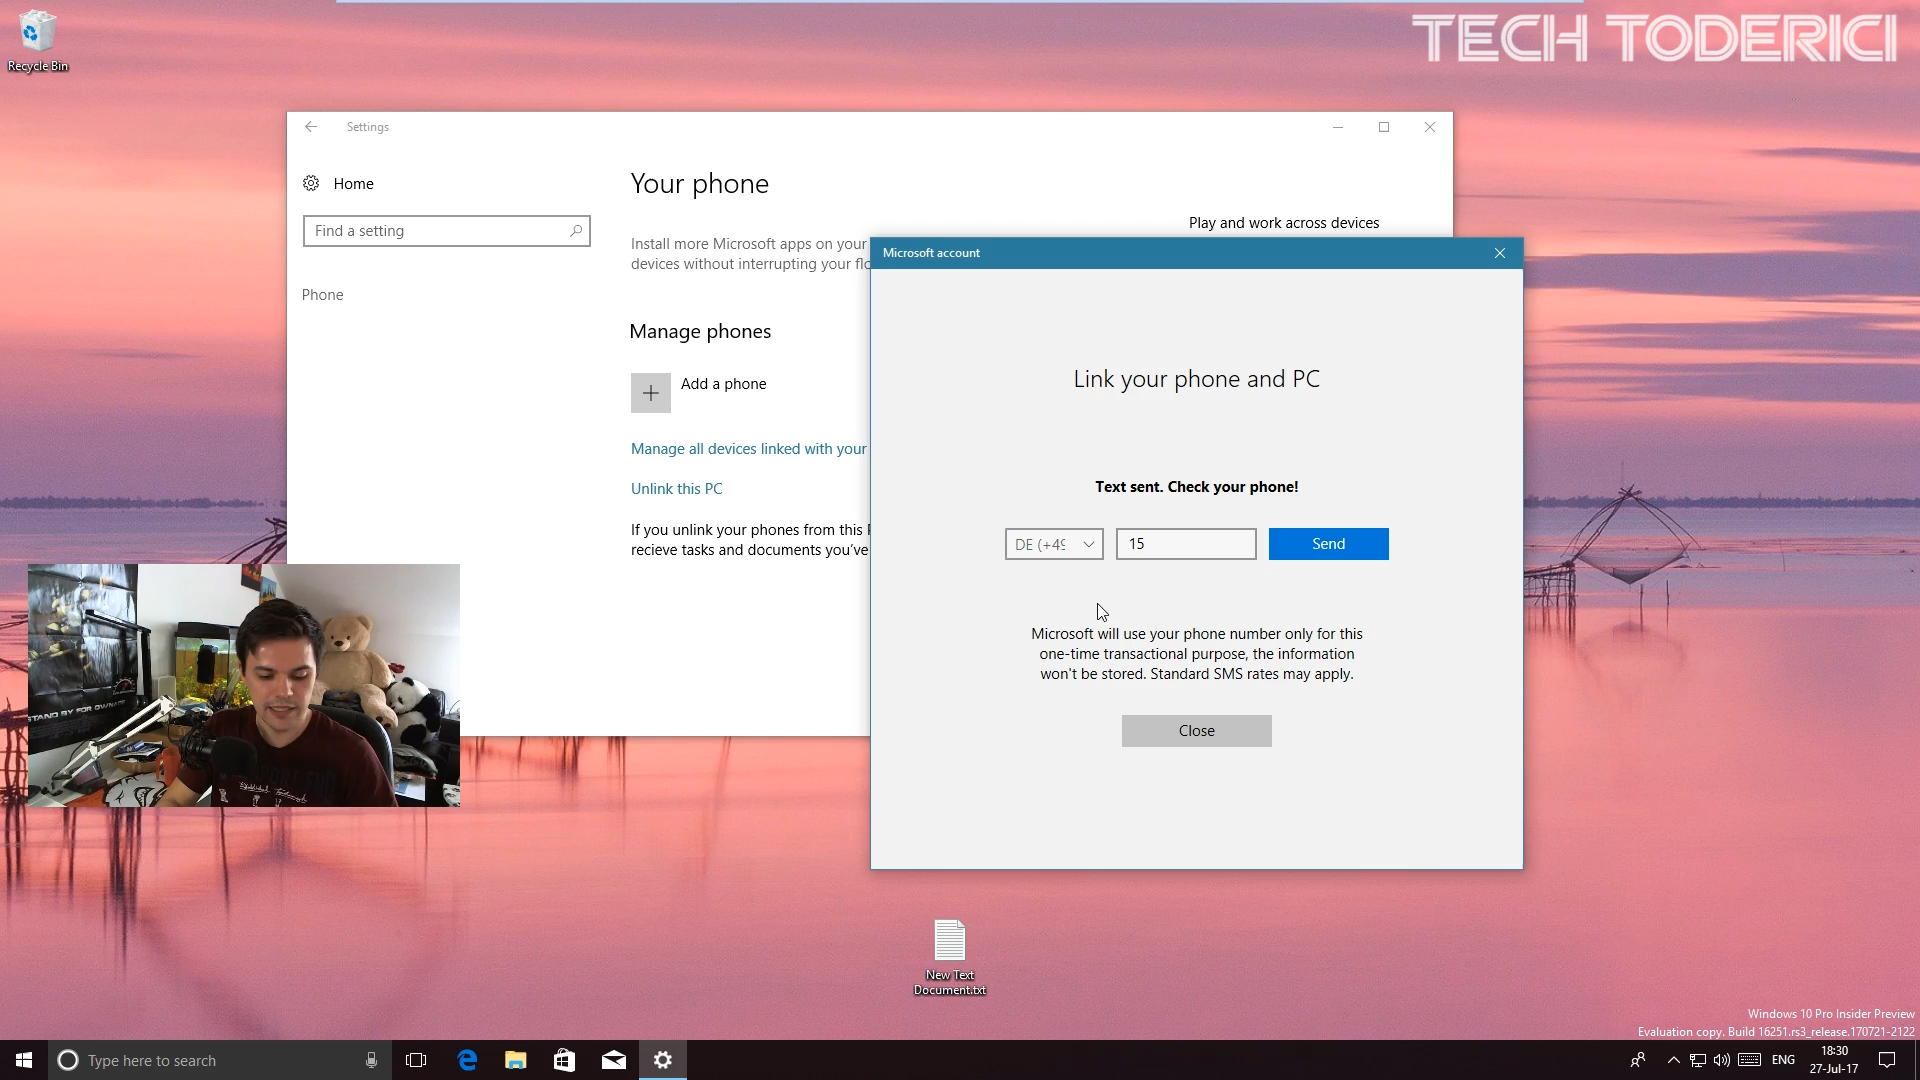 Recycle Bin
TECH TODERICI
Settings
Home
Find a setting
Phone
Your phone
Install more Microsoft apps on your
devices without interrupting your flo
Play and work across devices
Manage phones
Add a phone
Manage all devices linked with your
Unlink this PC
If you unlink your phones from this P
recieve tasks and documents you've
Microsoft account
Link your phone and PC
Text sent. Check your phone!
DE (+49
15
Send
Microsoft will use your phone number only for this
one-time transactional purpose, the information
won't be stored. Standard SMS rates may apply.
Close
STAND BY FOR
New Text
Document.txt
Windows 10 Pro Insider Preview
Evaluation copy. Build 16251.rs3_release.170721-2122
Type here to search
ENG
18:30
27-Jul-17